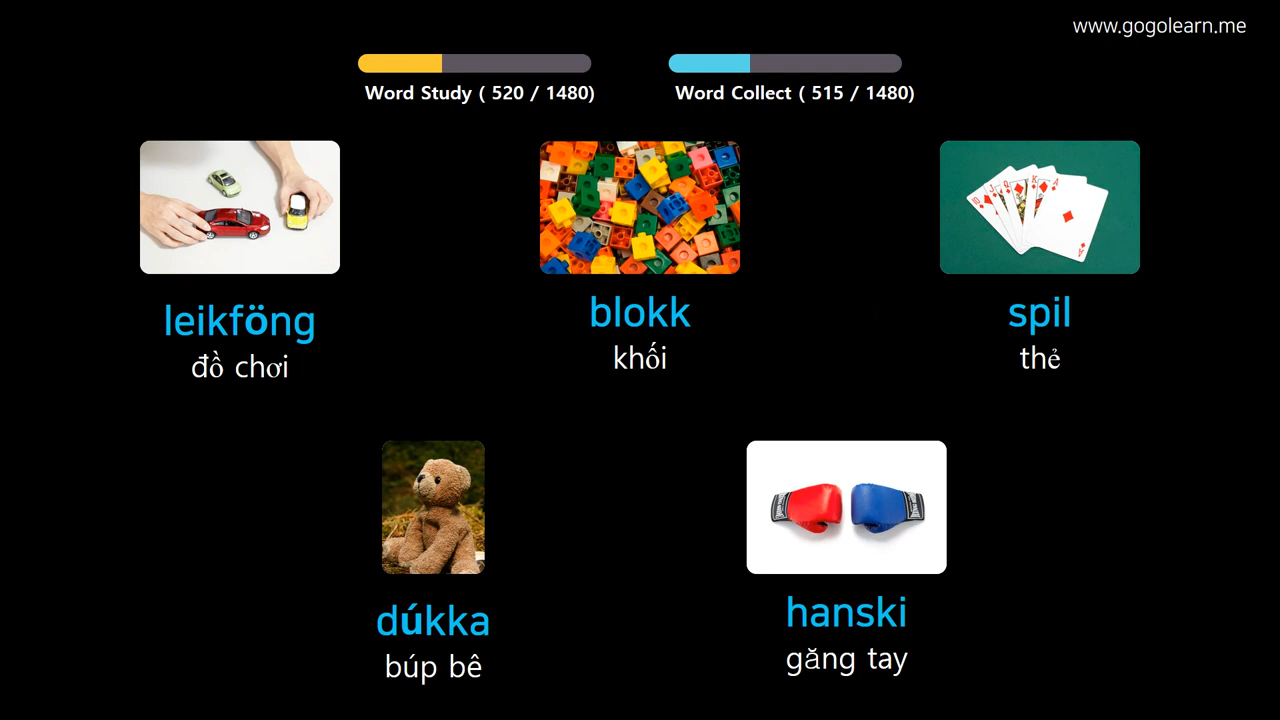 www.gogolearn.me
Word Study ( 520 / 1480)
Word Collect ( 515 / 1480)
leikföng
đồ chơi
blokk
khối
spil
thẻ
dúkka
búp bê
hanski
găng tay